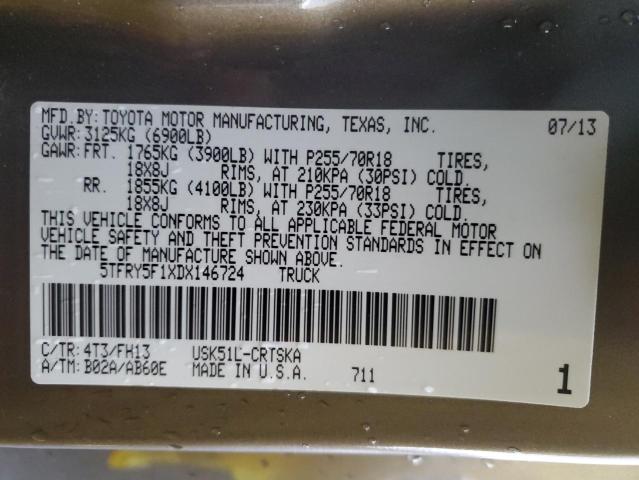 MFD.BY: TOYOTA MOTOR MANUFACTURING, TEXAS, INC. 07/13
GVWR: 3125KG (6900LB)
GAWR: FRT. 1765KG (3900LB) WITH P255/70R18 TIRES,
18X8J RIMS, AT 210KPA (30PSI) COLD.
RR. 1855KG (4100LB) WITH P255/70R18 TIRES,
18X8J RIMS, AT 230KPA (33PSI) COLD.
THIS VEHICLE CONFORMS TO ALL APPLICABLE FEDERAL MOTOR
VEHICLE SAFETY AND THEFT PREVENTION STANDARDS IN EFFECT ON
THE DATE OF MANUFACTURE SHOWN ABOVE.
5TFRY5F1XDX146724 TRUCK
C/TR: 4T3/FH13 USK51L-CRTSKA
A/TM: B02A/AB60E MADE IN U.S.A. 711 1